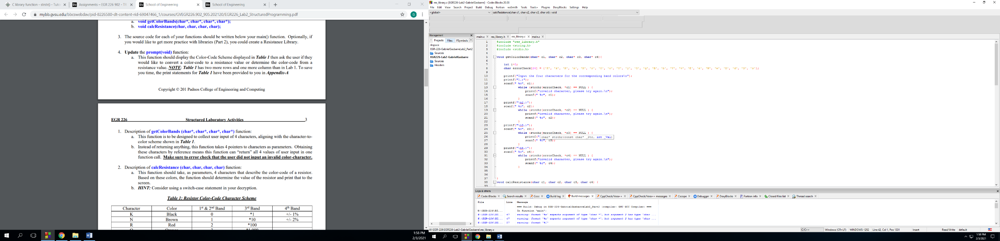 C library function - strstr() - Tuto
Assignments – EGR 226 902 - TR
School of Engineering
School of Engineering
mybb.gvsu.edu/bbcswebdav/pid-8226580-dt-content-rid-69047466_1/courses/GVEGR226.902_905.202120/EGR226_Lab2_StructuredProgramming.pdf
a. void getColorBands(char*, char*, char*, char*);
b. void calcResistance(char, char, char, char);
3. The source code for each of your functions should be written below your main() function. Optionally, if
you would like to get more practice with libraries (Part 2), you could create a Resistance Library.
4. Update the prompt(void) function:
a. This function should display the Color-Code Scheme displayed in Table 1 then ask the user if they
would like to convert a color-code to a resistance value or determine the color-code from a
resistance value. NOTE: Table 1 has two more rows and one more column than in Lab 1. To save
you time, the print statements for Table 1 have been provided to you in Appendix-A
Copyright © 201 Padnos College of Engineering and Computing
EGR 226 Structured Laboratory Activities 3
1. Description of getColorBands (char*, char*, char*, char*) function:
a. This function is to be designed to collect user input of 4 characters, aligning with the character-to-
color scheme shown in Table 1.
b. Instead of returning anything, this function takes 4 pointers to characters as parameters. Obtaining
these characters by reference means this function can “return” all 4 values of user input in one
function call. Make sure to error check that the user did not input an invalid color-character.
2. Description of calcResistance (char, char, char, char) function:
a. This function should take, as parameters, 4 characters that describe the color-code of a resistor.
Based on these colors, the function should determine the value of the resistor and print that to the
screen.
b. HINT: Consider using a switch-case statement in your decryption.
Table 1: Resistor Color-Code Character Scheme
Character Color 1st & 2nd Band 3rd Band 4th Band
K Black 0 *1 +/- 1%
N Brown 1 *10 +/- 2%
R Red 2 *100
1:58 PM
2/3/2021
res_library.c [EGR226-Lab2-GabrielGasbarre] - Code::Blocks 20.03
File Edit View Search Project Build Debug Fortran wxSmith Tools Tools+ Plugins DoxyBlocks Settings Help
<global>
calcResistance(char c1, char c2, char c3, char c4) : void
Management
Projects Files FSymbols
rkspace
EGR-226-GabrielGasbarreLab2_Part2
Sources
EGR226-Lab2-GabrielGasbarre
Sources
Headers
main.c res_library.h res_library.c main.c
1 #include "res_library.h"
2 #include <string.h>
3 #include <stdio.h>
4
5 void getColorBands(char* c1, char* c2, char* c3, char* c4){
6
7 int i=0;
8 char errorCheck[24] = {'K', 'k', 'N', 'n', 'R', 'r', 'O', 'o', 'Y', 'y', 'G', 'g', 'B', 'b', 'V', 'v', 'E', 'e', 'W', 'w', 'D', 'd', 'S', 's'};
9
10 printf("Input the four characters for the corresponding band colors\n");
11 printf("1.)");
12 scanf(" %c", c1);
13 while (strchr(errorCheck, *c1) == NULL ) {
14 printf("invalid character, please try again.\n");
15 scanf(" %c", c1);
16 }
17 printf("\n2.)");
18 scanf(" %c", c2);
19 while (strchr(errorCheck, *c2) == NULL ) {
20 printf("invalid character, please try again.\n");
21 scanf(" %c", c2);
22 }
23 printf("\n3.)");
24 scanf(" %c", c3);
25 while (strchr(errorCheck, *c3) == NULL ) {
26 printf(" char* strchr(const char* _Str, int _Val)
27 scanf(" %c", c3);
28 }
29 printf("\n4.)");
30 scanf(" %c", c4);
31 while (strchr(errorCheck, *c4) == NULL ) {
32 printf("invalid character, please try again.\n");
33 scanf(" %c", c4);
34 }
35
36
37 }
38 void calcResistance(char c1, char c2, char c3, char c4) {
39
Logs & others
Code::Blocks Search results Cccc Build log Build messages CppCheck/Vera++ CppCheck/Vera++ messages Cscope Debugger DoxyBlocks Fortran info Closed files list Thread search
File Line Message
=== Build: Debug in EGR-226-GabrielGasbarreLab2_Part2 (compiler: GNU GCC Compiler) ===
W:\EGR-226\EG... In function 'main':
W:\EGR-226\EG... 47 warning: format '%s' expects argument of type 'char *', but argument 2 has type 'char ...
W:\EGR-226\EG... 47 warning: format '%s' expects argument of type 'char *', but argument 2 has type 'char ...
W:\EGR-226\EG... 57 warning: format
W:\EGR-226\EGR226-Lab2-GabrielGasbarre\res_library.c
C/C++ Windows (CR+LF) WINDOWS-1252 Line 42, Col 1, Pos 1331 Insert Read/Write default
1:58 PM
2/3/2021